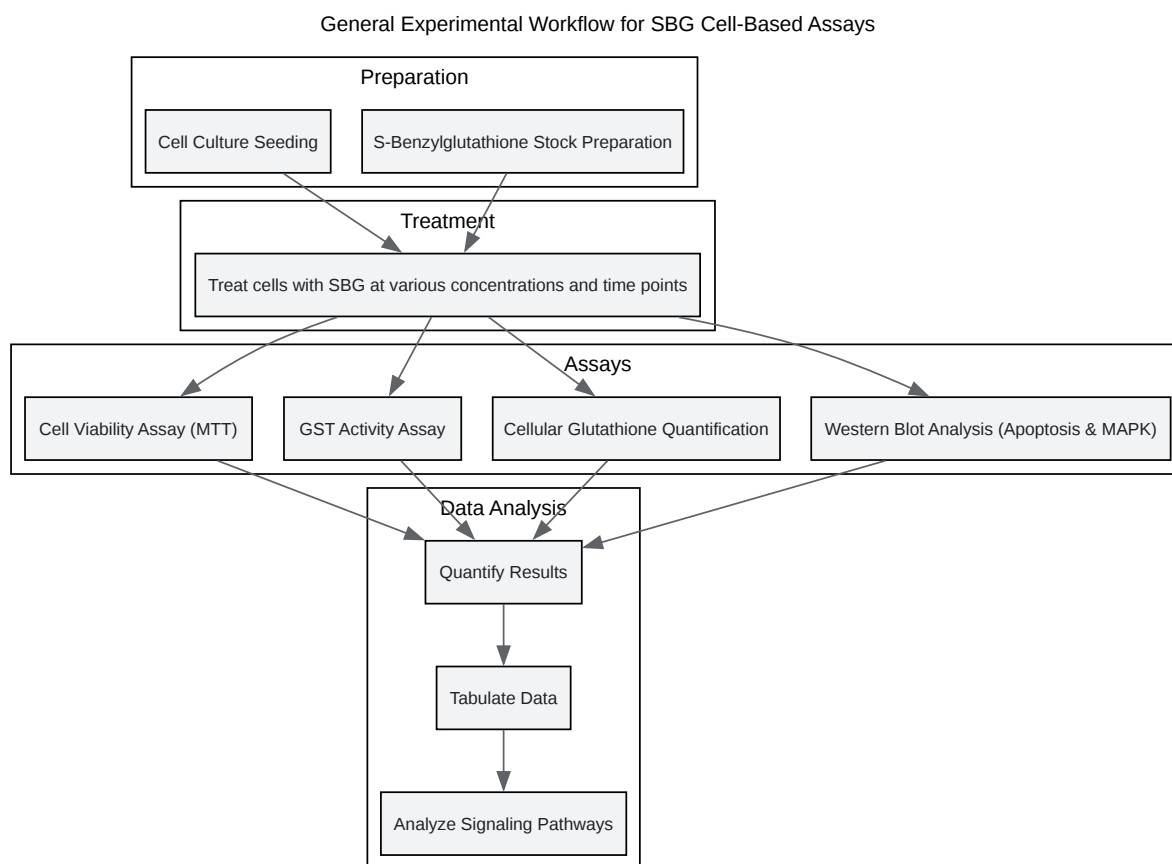 General Experimental Workflow for SBG Cell-Based Assays
Preparation
Cell Culture Seeding
S-Benzylglutathione Stock Preparation
Treatment
Treat cells with SBG at various concentrations and time points
Assays
Cell Viability Assay (MTT)
GST Activity Assay
Cellular Glutathione Quantification
Western Blot Analysis (Apoptosis & MAPK)
Data Analysis
Quantify Results
Tabulate Data
Analyze Signaling Pathways